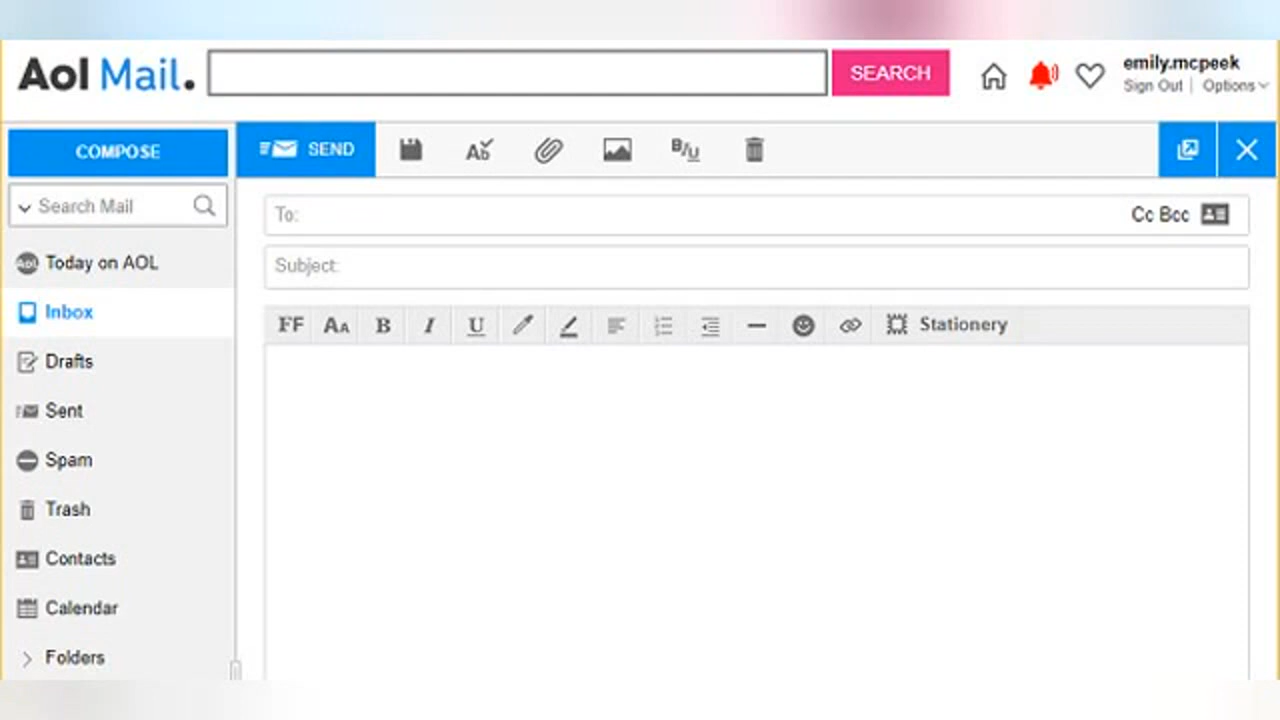 Aol Mail.
SEARCH
emily.mcpeek
Sign Out | Options
COMPOSE
SEND
B/U
Search Mail
To:
Cc Bcc
Subject:
Today on AOL
Inbox
FF AA B I U
Stationery
Drafts
Sent
Spam
Trash
Contacts
Calendar
Folders